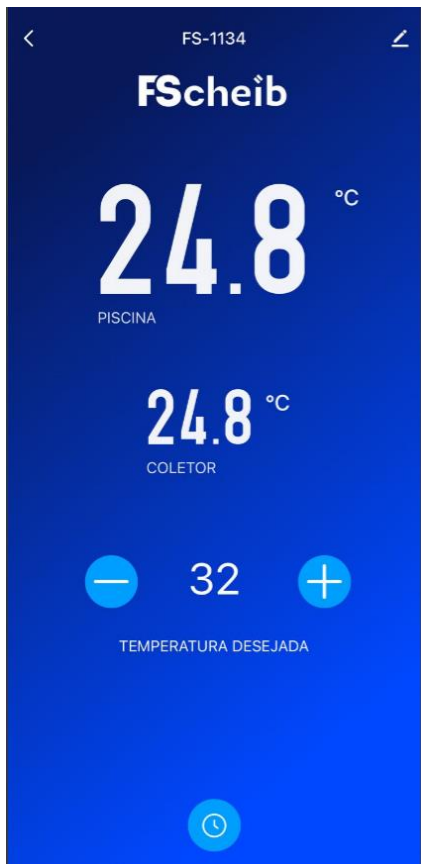 FS-1134
FScheib
24.8 °C
PISCINA
24.8 °C
COLETOR
32
TEMPERATURA DESEJADA